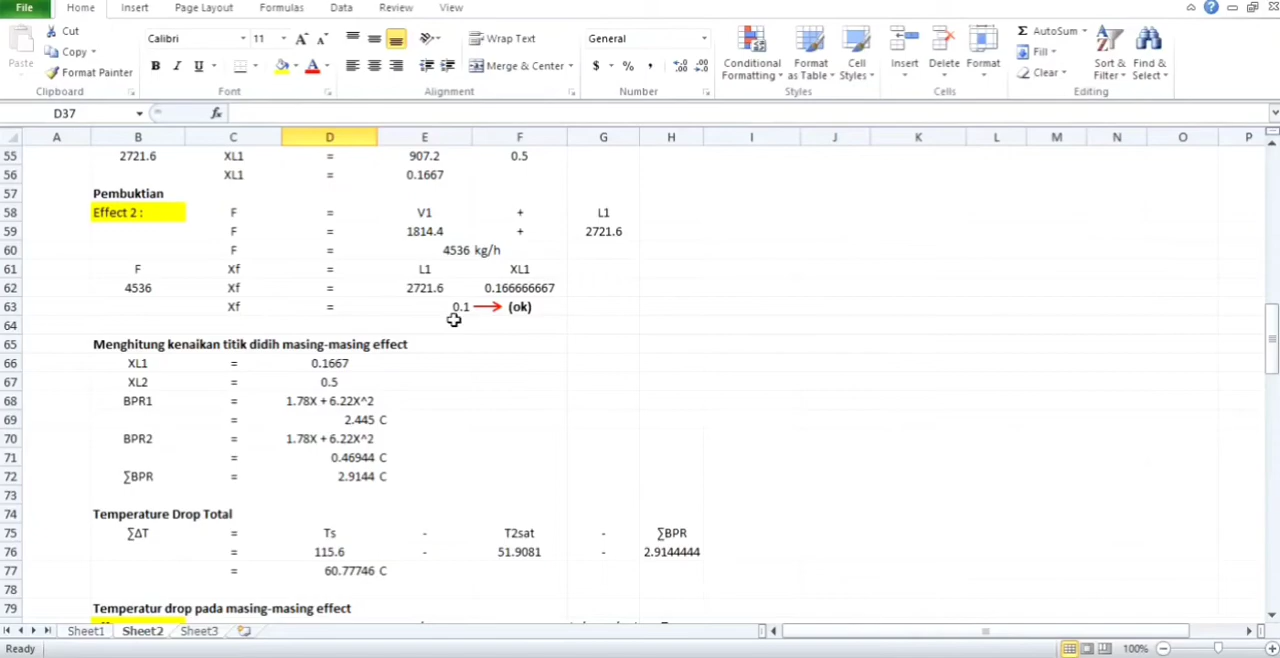 File Home Insert Page Layout Formulas Data Review View
Cut
Copy
Format Painter
Paste
Clipboard
Calibri 11
B I U
Font
Wrap Text
Merge & Center
Alignment
General
$ % ,
Number
Conditional Formatting
Format as Table
Cell Styles
Styles
Insert Delete Format
Cells
Σ AutoSum
Fill
Clear
Sort & Filter
Find & Select
Editing
D37 fx
A B C D E F G H I J K L M N O P
55 2721.6 XL1 = 907.2 0.5
56 XL1 = 0.1667
57 Pembuktian
58 Effect 2 : F = V1 + L1
59 F = 1814.4 + 2721.6
60 F = 4536 kg/h
61 F Xf = L1 XL1
62 4536 Xf = 2721.6 0.166666667
63 Xf = 0.1 (ok)
64
65 Menghitung kenaikan titik didih masing-masing effect
66 XL1 = 0.1667
67 XL2 = 0.5
68 BPR1 = 1.78X + 6.22X^2
69 = 2.445 C
70 BPR2 = 1.78X + 6.22X^2
71 = 0.46944 C
72 ∑BPR = 2.9144 C
73
74 Temperature Drop Total
75 ∑ΔT = Ts - T2sat - ∑BPR
76 = 115.6 - 51.9081 - 2.9144444
77 = 60.77746 C
78
79 Temperatur drop pada masing-masing effect
Sheet1 Sheet2 Sheet3
Ready 100%